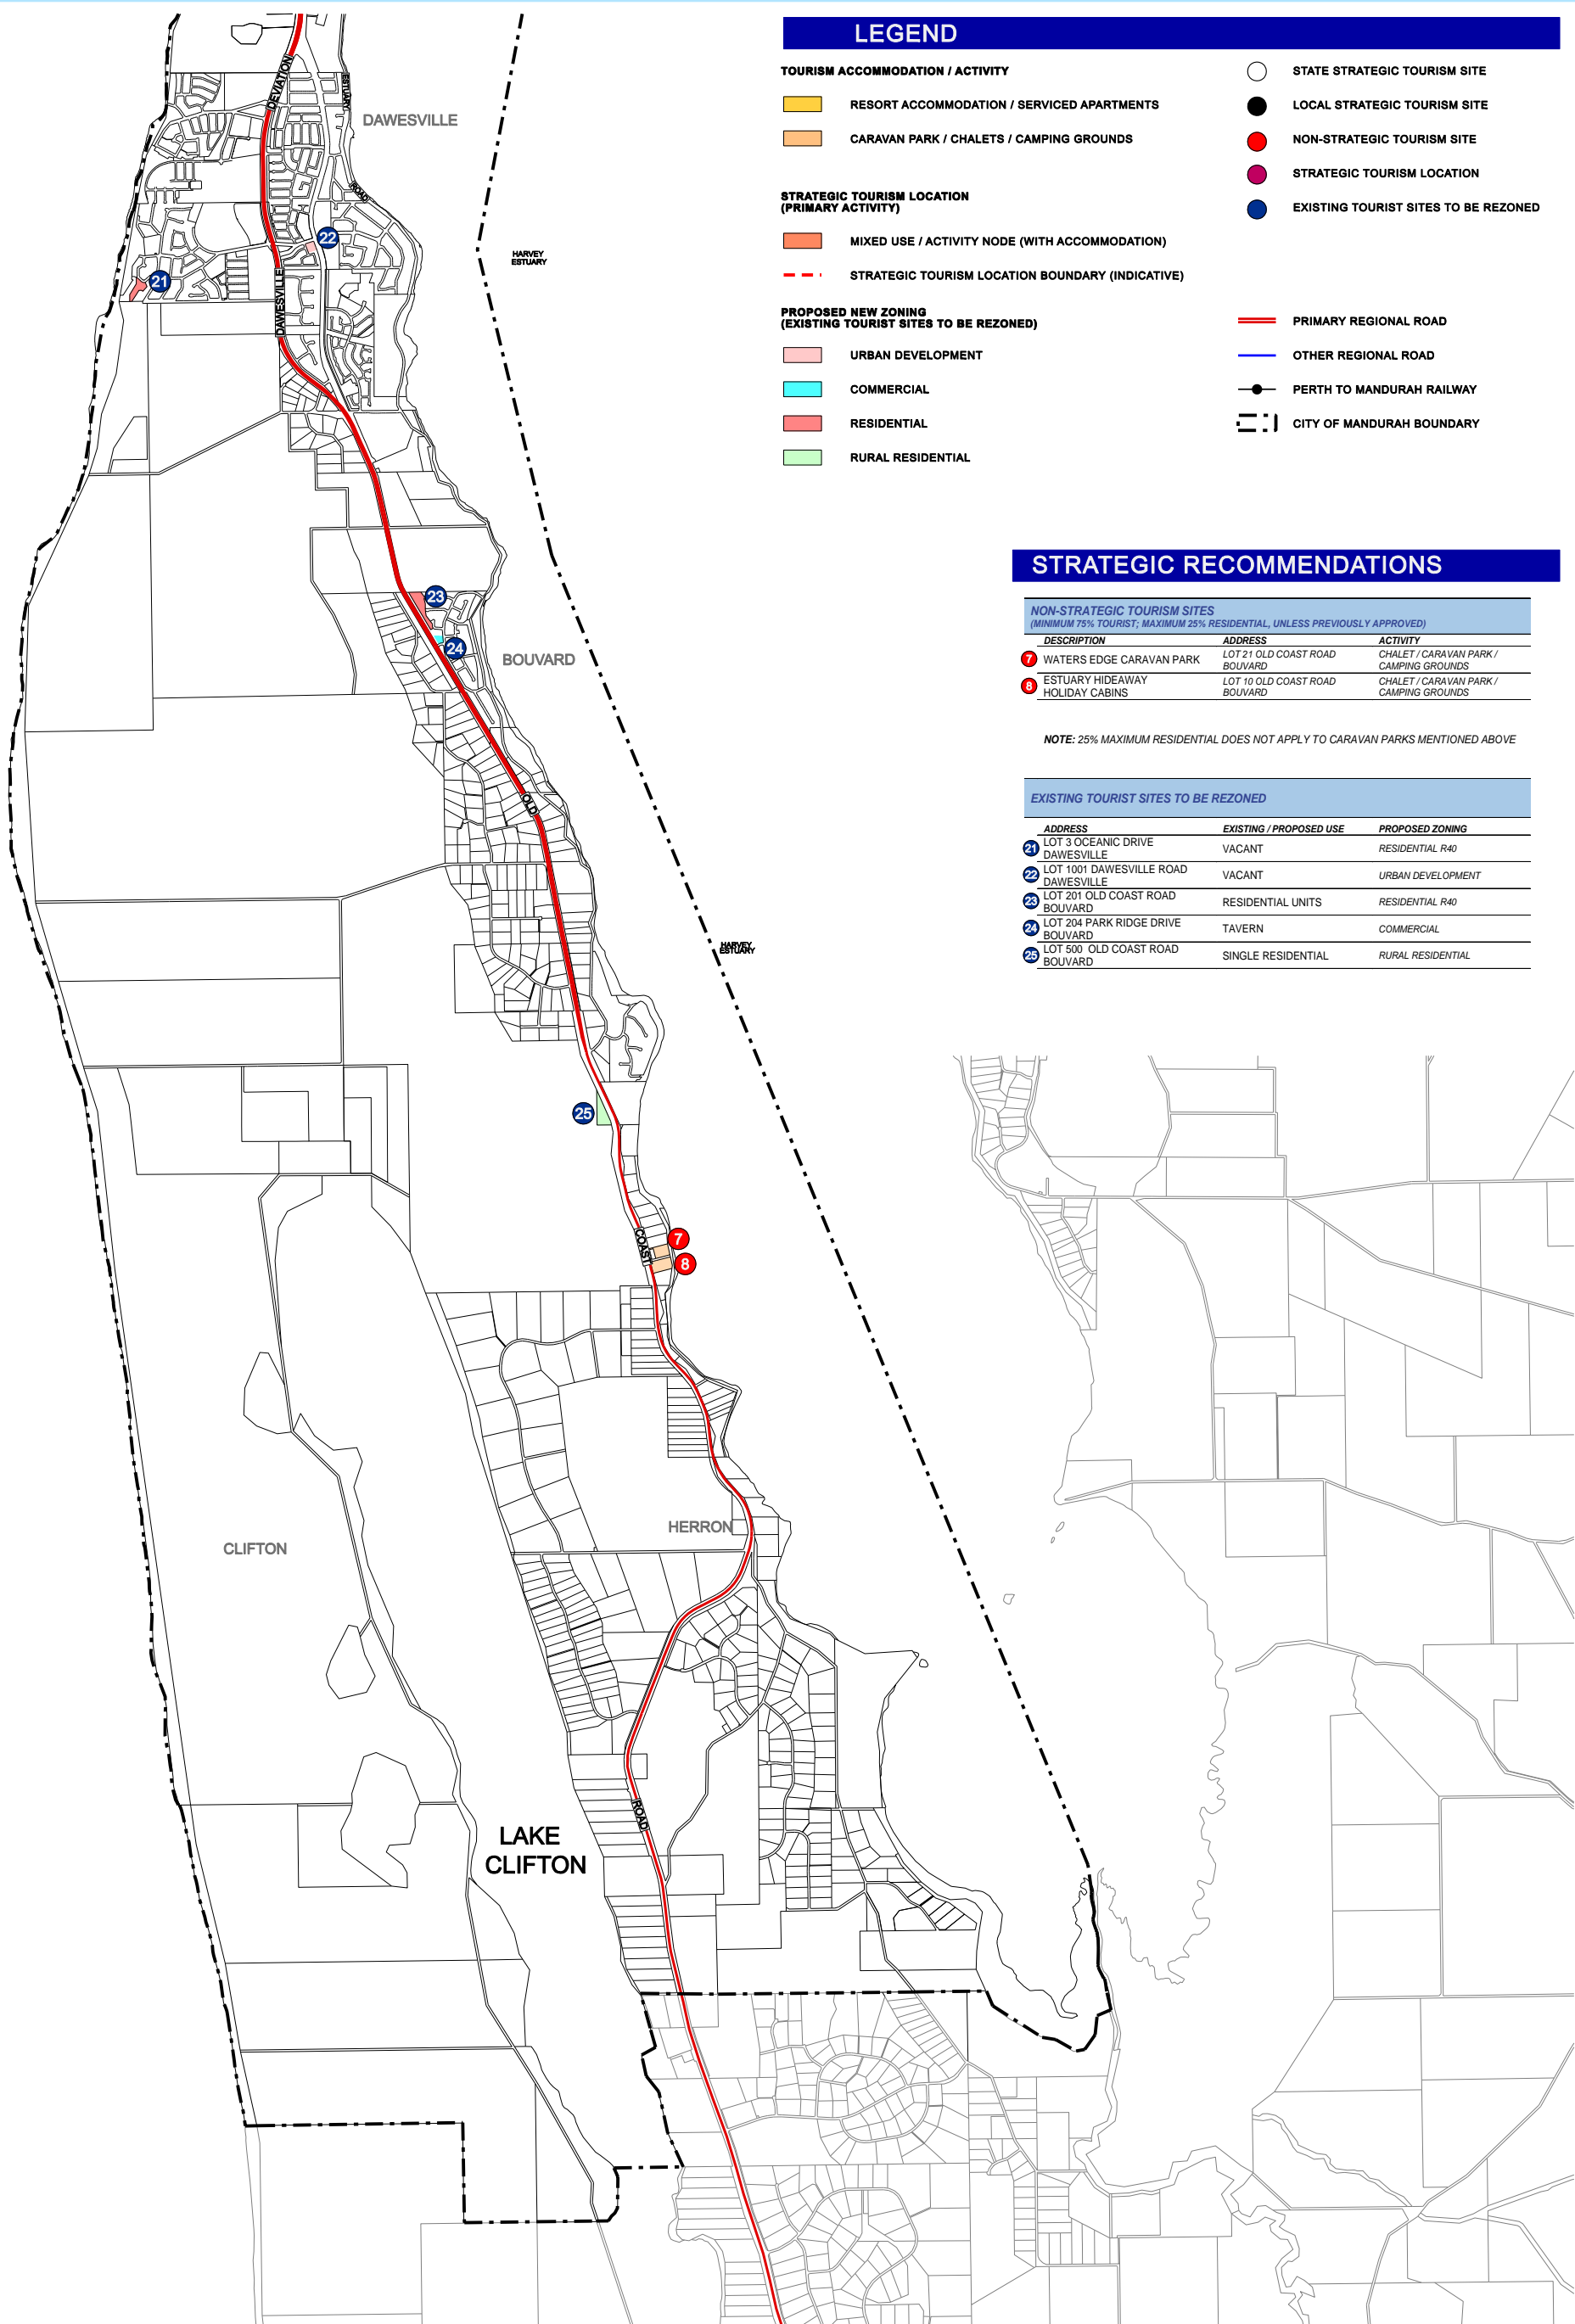 LEGEND
TOURISM ACCOMMODATION / ACTIVITY
RESORT ACCOMMODATION / SERVICED APARTMENTS
CARAVAN PARK / CHALETS / CAMPING GROUNDS
STRATEGIC TOURISM LOCATION
(PRIMARY ACTIVITY)
MIXED USE / ACTIVITY NODE (WITH ACCOMMODATION)
STRATEGIC TOURISM LOCATION BOUNDARY (INDICATIVE)
PROPOSED NEW ZONING
(EXISTING TOURIST SITES TO BE REZONED)
URBAN DEVELOPMENT
COMMERCIAL
RESIDENTIAL
RURAL RESIDENTIAL
STATE STRATEGIC TOURISM SITE
LOCAL STRATEGIC TOURISM SITE
NON-STRATEGIC TOURISM SITE
STRATEGIC TOURISM LOCATION
EXISTING TOURIST SITES TO BE REZONED
PRIMARY REGIONAL ROAD
OTHER REGIONAL ROAD
PERTH TO MANDURAH RAILWAY
CITY OF MANDURAH BOUNDARY
STRATEGIC RECOMMENDATIONS
NON-STRATEGIC TOURISM SITES
(MINIMUM 75% TOURIST; MAXIMUM 25% RESIDENTIAL, UNLESS PREVIOUSLY APPROVED)
DESCRIPTION ADDRESS ACTIVITY
7 WATERS EDGE CARAVAN PARK LOT 21 OLD COAST ROAD BOUVARD CHALET / CARAVAN PARK / CAMPING GROUNDS
8 ESTUARY HIDEAWAY HOLIDAY CABINS LOT 10 OLD COAST ROAD BOUVARD CHALET / CARAVAN PARK / CAMPING GROUNDS
NOTE: 25% MAXIMUM RESIDENTIAL DOES NOT APPLY TO CARAVAN PARKS MENTIONED ABOVE
EXISTING TOURIST SITES TO BE REZONED
ADDRESS EXISTING / PROPOSED USE PROPOSED ZONING
21 LOT 3 OCEANIC DRIVE DAWESVILLE VACANT RESIDENTIAL R40
22 LOT 1001 DAWESVILLE ROAD DAWESVILLE VACANT URBAN DEVELOPMENT
23 LOT 201 OLD COAST ROAD BOUVARD RESIDENTIAL UNITS RESIDENTIAL R40
24 LOT 204 PARK RIDGE DRIVE BOUVARD TAVERN COMMERCIAL
25 LOT 500 OLD COAST ROAD BOUVARD SINGLE RESIDENTIAL RURAL RESIDENTIAL
DEVIATION
ESTUARY
DAWESVILLE
ROAD
22
HARVEY
ESTUARY
21
DAWESVILLE
23
24
BOUVARD
OLD
HARVEY
ESTUARY
25
COAST
7
8
HERRON
CLIFTON
ROAD
LAKE
CLIFTON